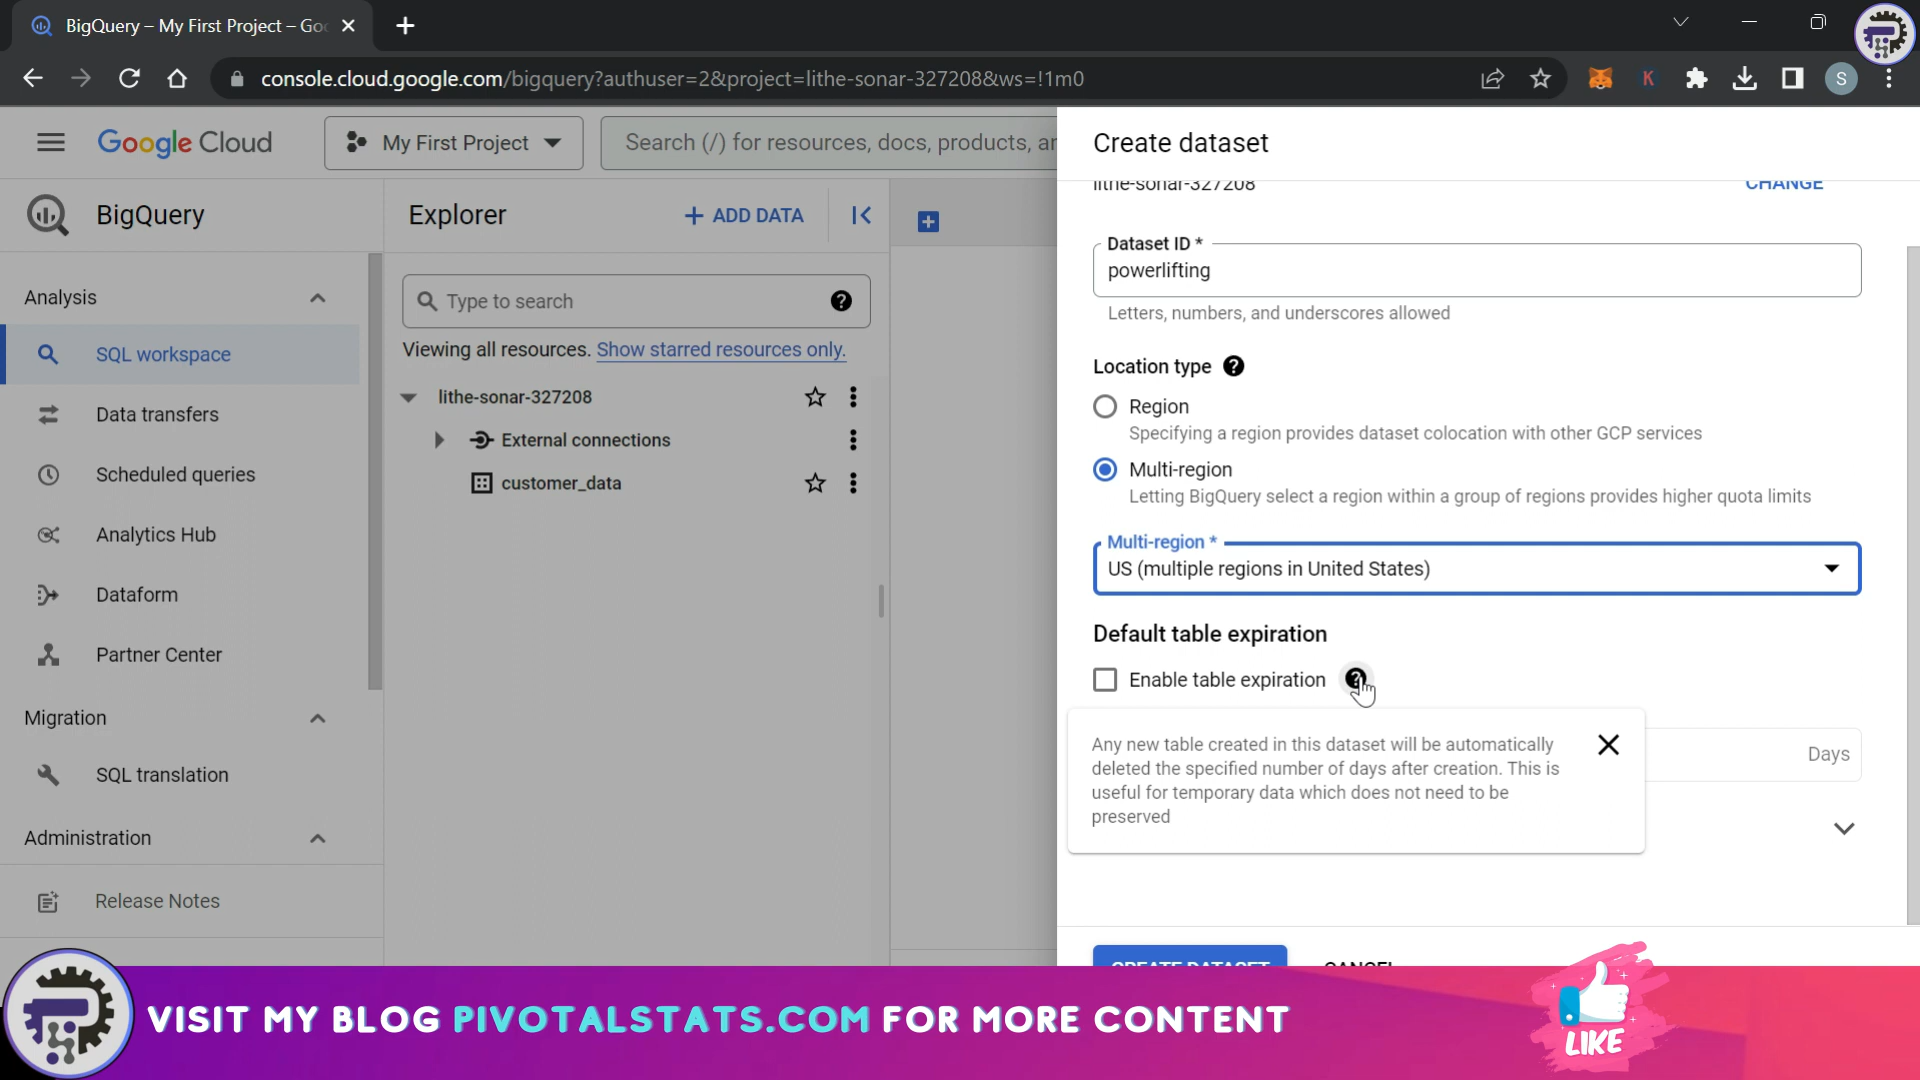 BigQuery – My First Project – Go
console.cloud.google.com/bigquery?authuser=2&project=lithe-sonar-327208&ws=!1m0
K
S
Google Cloud
My First Project
Search (/) for resources, docs, products, an
Create dataset
lithe-sonar-327208
CHANGE
BigQuery
Explorer
ADD DATA
Dataset ID *
powerlifting
Letters, numbers, and underscores allowed
Analysis
SQL workspace
Data transfers
Scheduled queries
Analytics Hub
Dataform
Partner Center
Migration
SQL translation
Administration
Release Notes
Type to search
Viewing all resources. Show starred resources only.
lithe-sonar-327208
External connections
customer_data
Location type
Region
Specifying a region provides dataset colocation with other GCP services
Multi-region
Letting BigQuery select a region within a group of regions provides higher quota limits
Multi-region *
US (multiple regions in United States)
Default table expiration
Enable table expiration
Any new table created in this dataset will be automatically
deleted the specified number of days after creation. This is
useful for temporary data which does not need to be
preserved
Days
CREATE DATASET
CANCEL
VISIT MY BLOG PIVOTALSTATS.COM FOR MORE CONTENT
LIKE